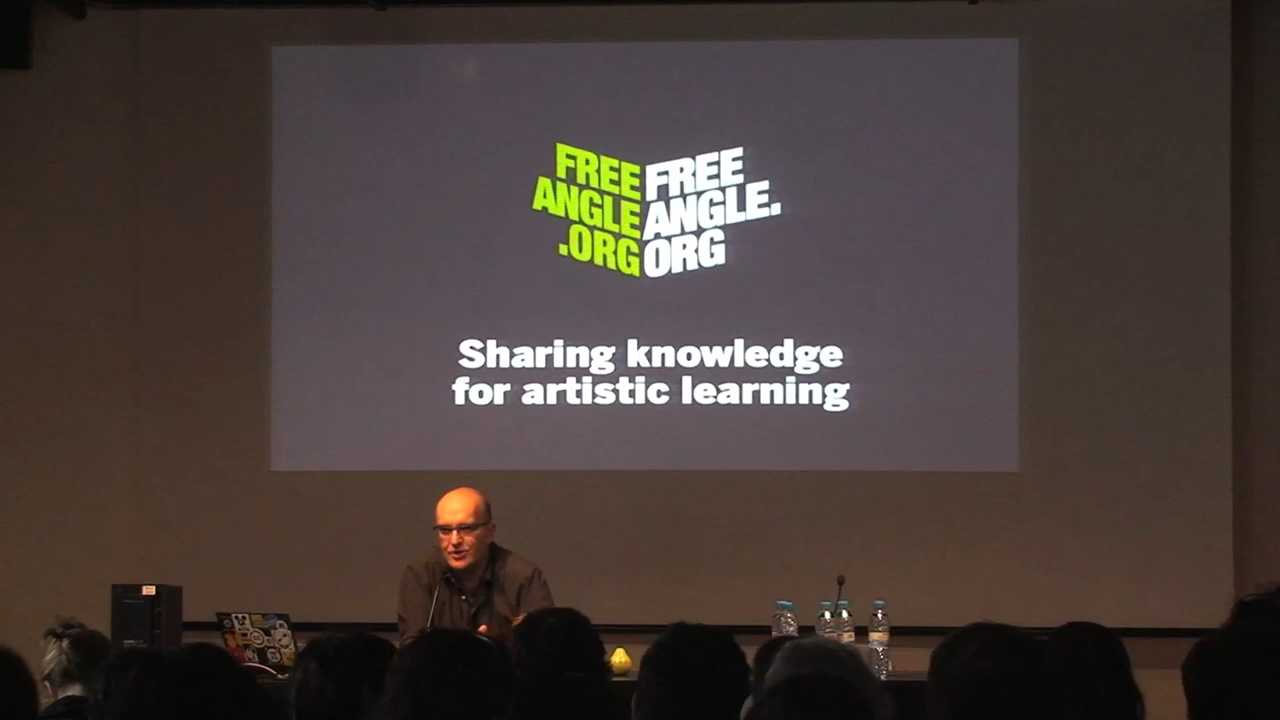 FREE
ANGLE
.ORG
FREE
ANGLE.
ORG
Sharing knowledge
for artistic learning